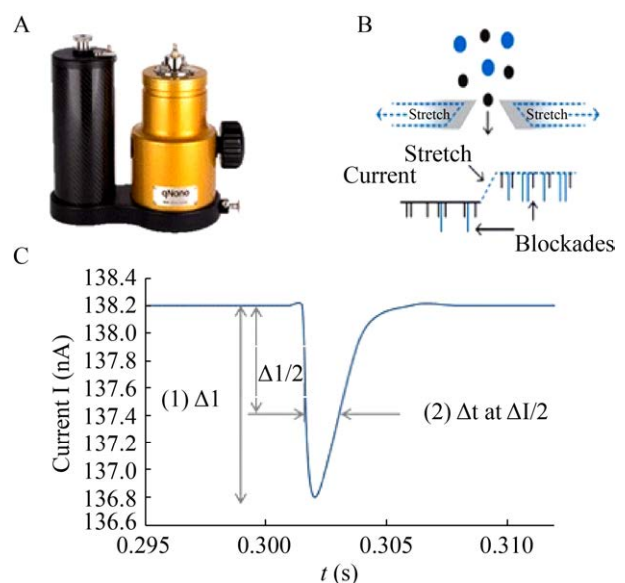 A
qNano
B
Stretch
Stretch
Stretch
Current
Blockades
C
138.4
138.2
138.0
137.8
137.6
137.4
137.2
137.0
136.8
136.6
Current I (nA)
(1) Δ1
Δ1/2
(2) Δt at ΔI/2
0.295
0.300
0.305
0.310
t (s)